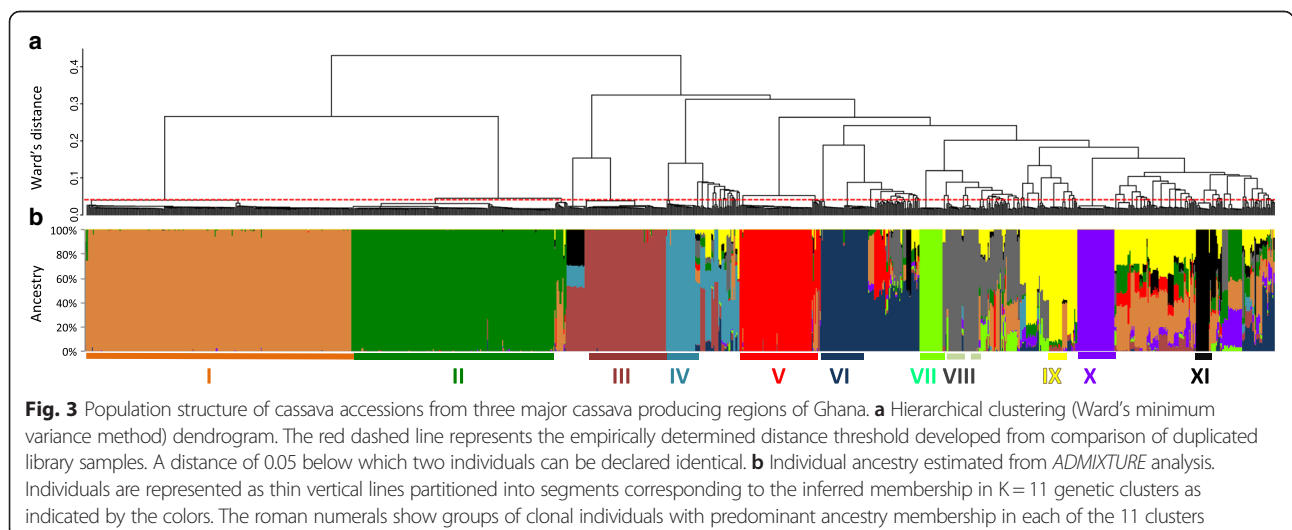 a
Ward's distance
0.4
0.3
0.2
0.1
0.0
b
Ancestry
100%
80%
60%
40%
20%
0%
I II III IV V VI VII VIII IX X XI
Fig. 3 Population structure of cassava accessions from three major cassava producing regions of Ghana. a Hierarchical clustering (Ward's minimum
variance method) dendrogram. The red dashed line represents the empirically determined distance threshold developed from comparison of duplicated
library samples. A distance of 0.05 below which two individuals can be declared identical. b Individual ancestry estimated from ADMIXTURE analysis.
Individuals are represented as thin vertical lines partitioned into segments corresponding to the inferred membership in K = 11 genetic clusters as
indicated by the colors. The roman numerals show groups of clonal individuals with predominant ancestry membership in each of the 11 clusters